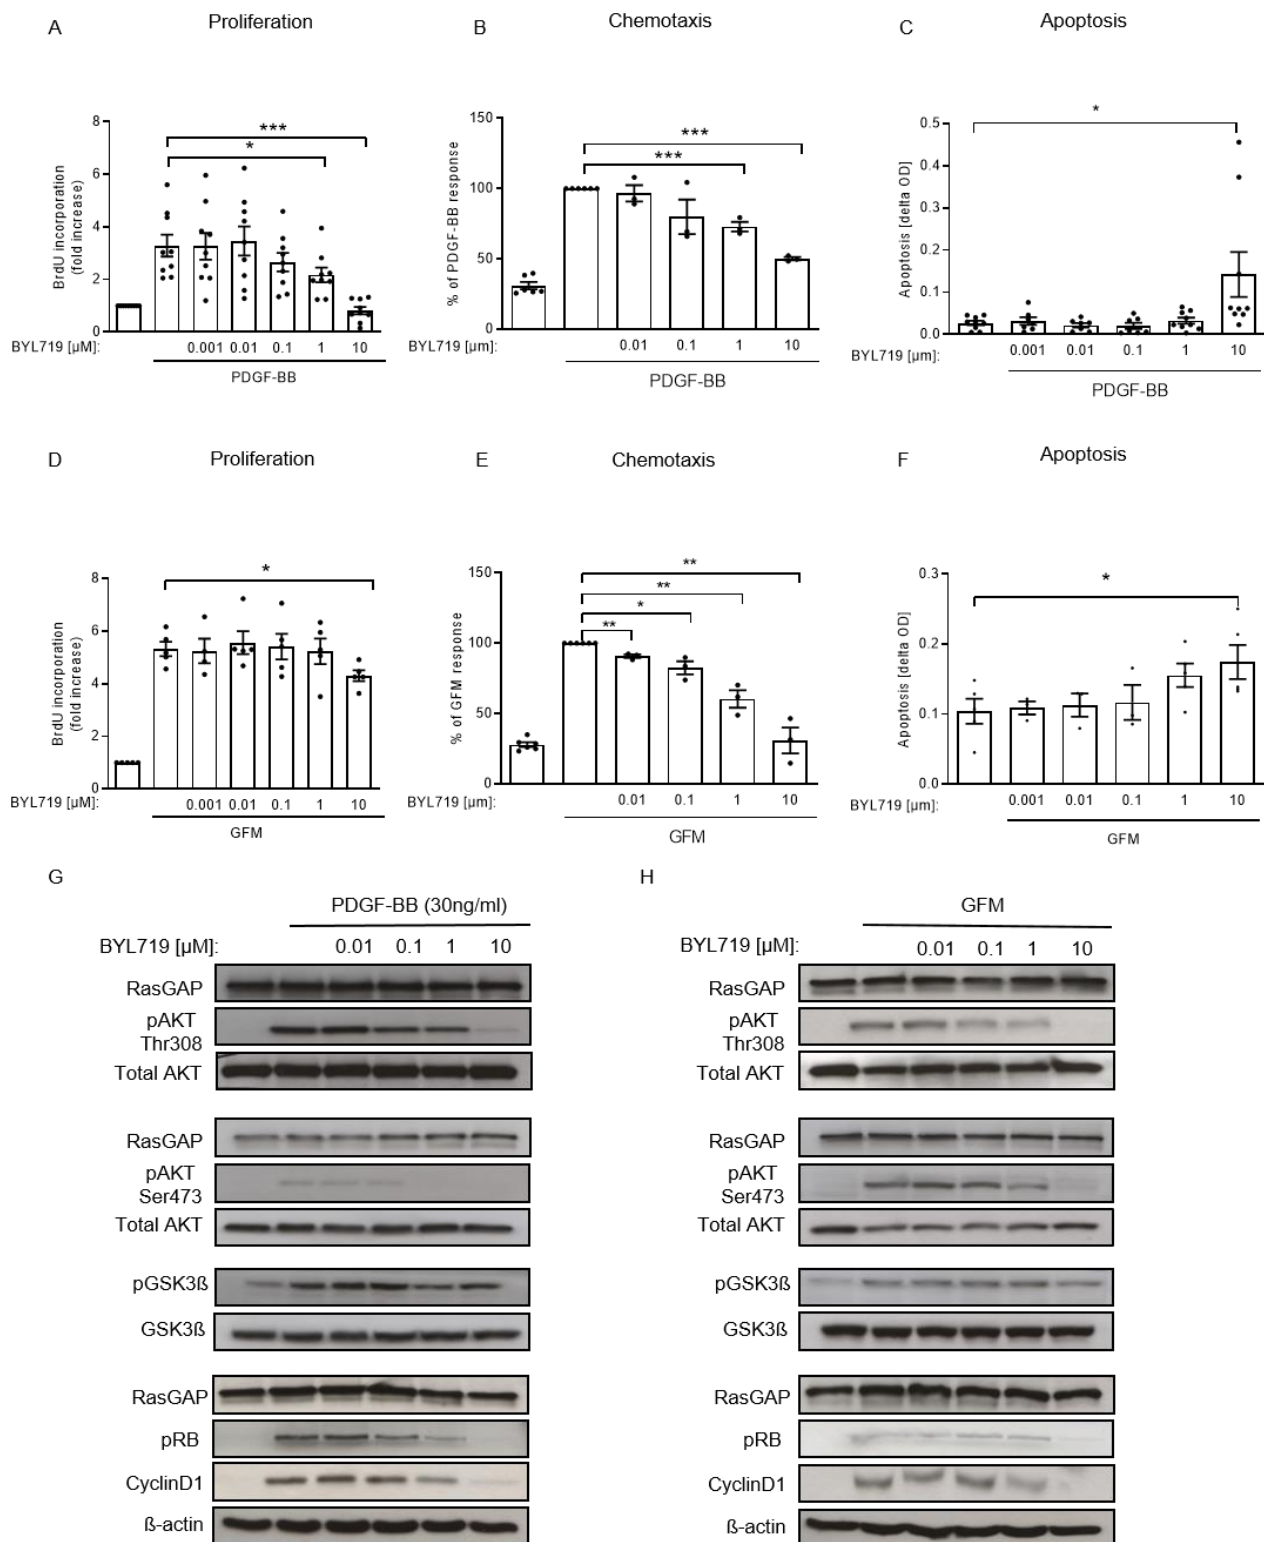 A
Proliferation
B
Chemotaxis
C
Apoptosis
BrdU incorporation
(fold increase)
8
6
4
2
0
***
*
BYL719 [µM]:
0.001 0.01 0.1 1 10
PDGF-BB
% of PDGF-BB response
150
100
50
0
***
***
BYL719 [µm]:
0.01 0.1 1 10
PDGF-BB
Apoptosis [delta OD]
0.5
0.4
0.3
0.2
0.1
0.0
*
BYL719 [µm]:
0.001 0.01 0.1 1 10
PDGF-BB
D
Proliferation
E
Chemotaxis
F
Apoptosis
BrdU incorporation
(fold increase)
8
6
4
2
0
*
BYL719 [µM]:
0.001 0.01 0.1 1 10
GFM
% of GFM response
150
100
50
0
**
**
*
**
BYL719 [µm]:
0.01 0.1 1 10
GFM
Apoptosis [delta OD]
0.3
0.2
0.1
0.0
*
BYL719 [µm]:
0.001 0.01 0.1 1 10
GFM
G
PDGF-BB (30ng/ml)
BYL719 [µM]: 0.01 0.1 1 10
RasGAP
pAKT
Thr308
Total AKT
RasGAP
pAKT
Ser473
Total AKT
pGSK3ß
GSK3ß
RasGAP
pRB
CyclinD1
ß-actin
H
GFM
BYL719 [µM]: 0.01 0.1 1 10
RasGAP
pAKT
Thr308
Total AKT
RasGAP
pAKT
Ser473
Total AKT
pGSK3ß
GSK3ß
RasGAP
pRB
CyclinD1
ß-actin